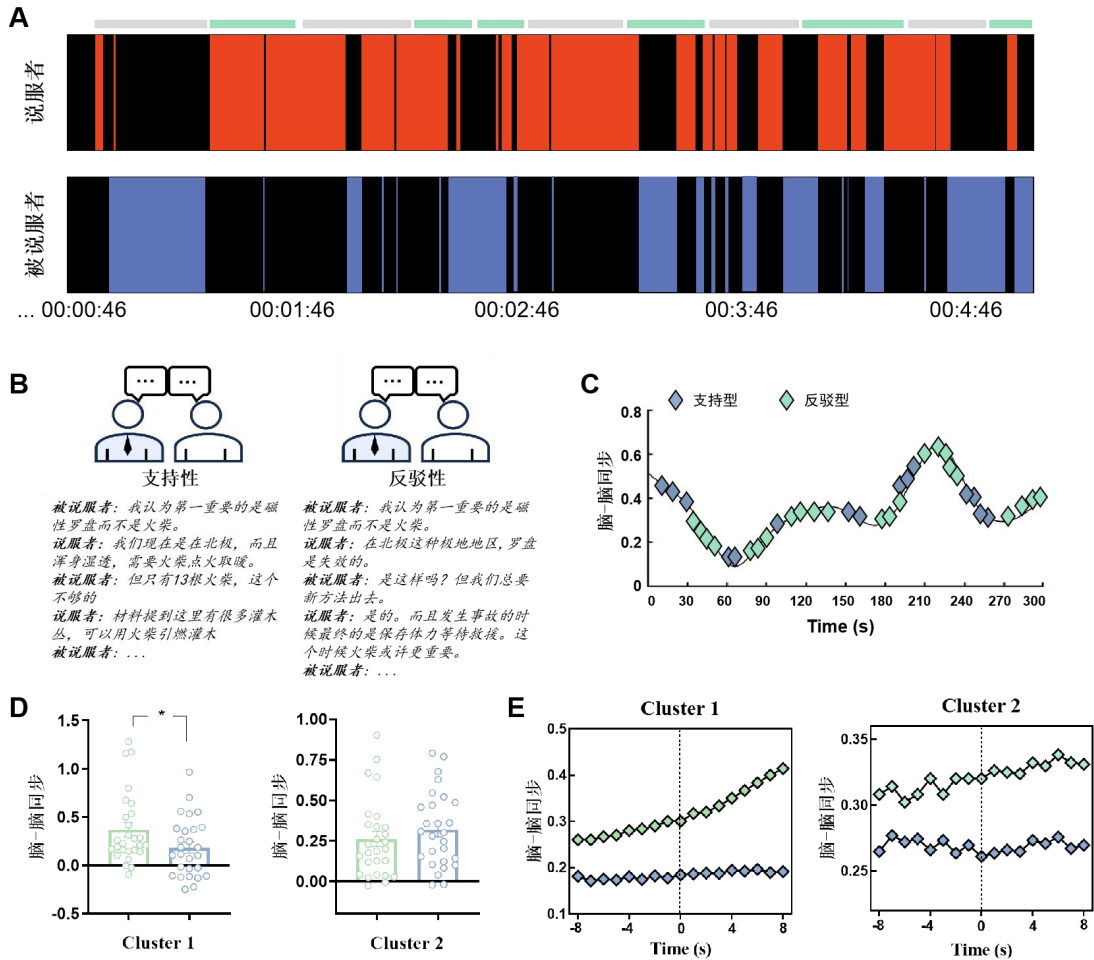 A
说服者
被说服者
... 00:00:46 00:01:46 00:02:46 00:3:46 00:4:46
B
... ...
... ...
支持性
反驳性
被说服者：我认为第一重要的是磁
性罗盘而不是火柴。
说服者：我们现在是在北极，而且
浑身湿透，需要火柴点火取暖。
被说服者：但只有13根火柴，这个
不够的
说服者：材料提到这里有很多灌木
丛，可以用火柴引燃灌木
被说服者：...
被说服者：我认为第一重要的是磁
性罗盘而不是火柴。
说服者：在北极这种极地地区,罗盘
是失效的。
被说服者：是这样吗？但我们总要
新方法出去。
说服者：是的。而且发生事故的时
候最终的是保存体力等待救援。这
个时候火柴或许更重要。
被说服者：...
C
支持型 反驳型
脑-脑同步
0.8
0.6
0.4
0.2
0
0 30 60 90 120 150 180 210 240 270 300
Time (s)
D
脑-脑同步
1.5
1.0
0.5
0.0
-0.5
*
Cluster 1
脑-脑同步
1.00
0.75
0.50
0.25
0.00
Cluster 2
E
Cluster 1
脑-脑同步
0.5
0.4
0.3
0.2
0.1
-8 -4 0 4 8
Time (s)
Cluster 2
脑-脑同步
0.35
0.30
0.25
-8 -4 0 4 8
Time (s)